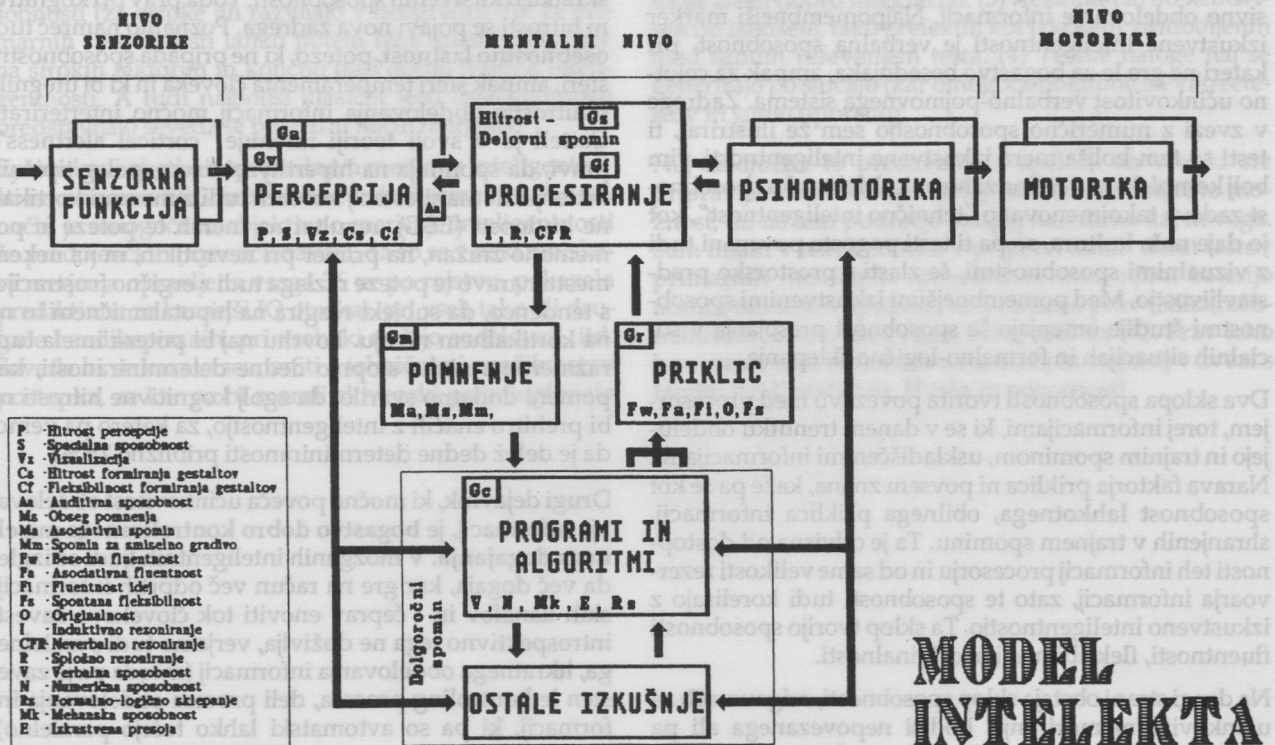 NIVO
SENZORIKE
MENTALNI NIVO
NIVO
MOTORIKE
SENZORNA
FUNKCIJA
Ga
Gv
PERCEPCIJA
P,S,Vz,Cs,Cf
Aa
Hitrost
Gs
Delovni spomin
Gf
PROCESIRANJE
I,R,CFR
PSIHOMOTORIKA
MOTORIKA
Gm
POMNENJE
Ma,Ms,Mm
Gr
PRIKLIC
Fw,Fa,Fi,O,Fs
Gc
PROGRAMI IN
ALGORITMI
V,N,Mk,E,Rs
Dolgoročni
spomin
OSTALE IZKUŠNJE
P -Hitrost percepcije
S -Specialna sposobnost
Vz -Vizualizacija
Cs -Hitrost formiranja gestaltov
Cf -Fleksibilnost formiranja gestaltov
Aa -Auditivna sposobnost
Ms -Obseg pomnenja
Ma -Asociativni spomin
Mm -Spomin za smiselno gradivo
Fw -Besedna fluentnost
Fa -Asociativna fluentnost
Fi -Fluentnost idej
Fs -Spontana fleksibilnost
O -Originalnost
I -Induktivno rezoniranje
CFR -Neverbalno rezoniranje
R -Splošno rezoniranje
V -Verbalna sposobnost
N -Numerična sposobnost
Rs -Formalno-logično sklepanje
Mk -Mehanska sposobnost
E -Izkustvena presoja
MODEL
INTELEKTA